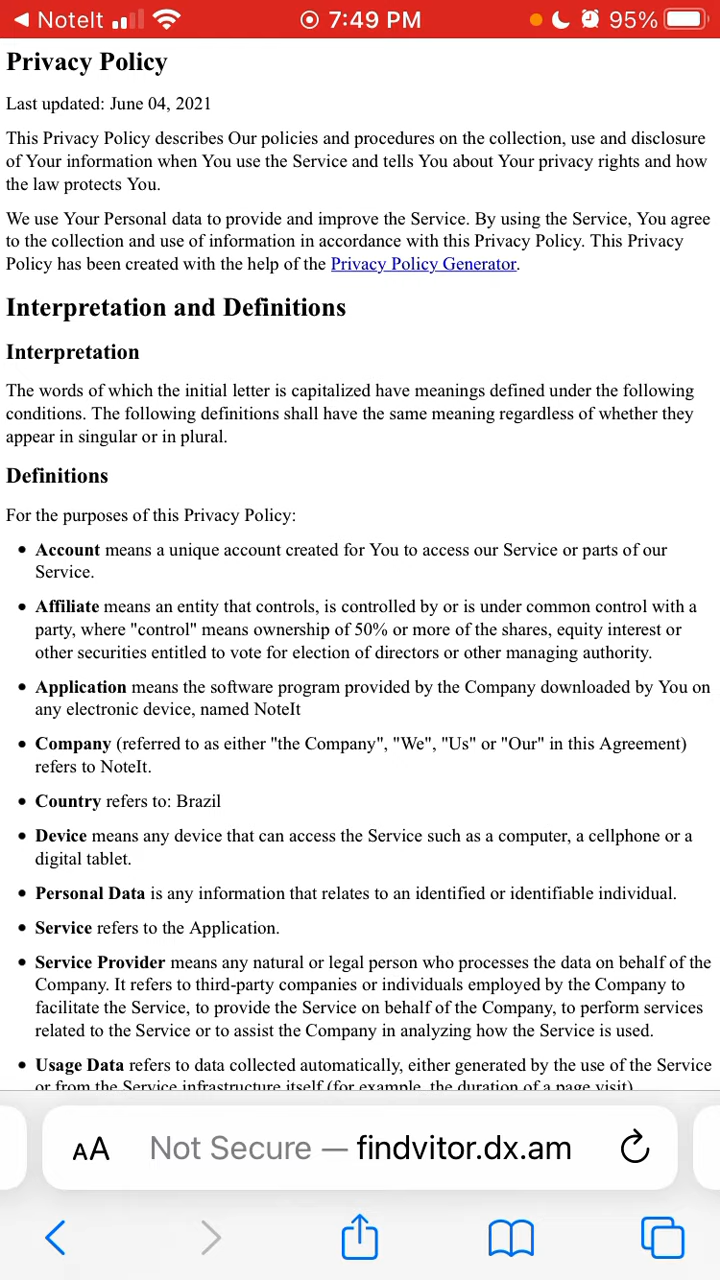 ◀ NoteIt 7:49 PM 95%
Privacy Policy
Last updated: June 04, 2021
This Privacy Policy describes Our policies and procedures on the collection, use and disclosure
of Your information when You use the Service and tells You about Your privacy rights and how
the law protects You.
We use Your Personal data to provide and improve the Service. By using the Service, You agree
to the collection and use of information in accordance with this Privacy Policy. This Privacy
Policy has been created with the help of the Privacy Policy Generator.
Interpretation and Definitions
Interpretation
The words of which the initial letter is capitalized have meanings defined under the following
conditions. The following definitions shall have the same meaning regardless of whether they
appear in singular or in plural.
Definitions
For the purposes of this Privacy Policy:
• Account means a unique account created for You to access our Service or parts of our
Service.
• Affiliate means an entity that controls, is controlled by or is under common control with a
party, where "control" means ownership of 50% or more of the shares, equity interest or
other securities entitled to vote for election of directors or other managing authority.
• Application means the software program provided by the Company downloaded by You on
any electronic device, named NoteIt
• Company (referred to as either "the Company", "We", "Us" or "Our" in this Agreement)
refers to NoteIt.
• Country refers to: Brazil
• Device means any device that can access the Service such as a computer, a cellphone or a
digital tablet.
• Personal Data is any information that relates to an identified or identifiable individual.
• Service refers to the Application.
• Service Provider means any natural or legal person who processes the data on behalf of the
Company. It refers to third-party companies or individuals employed by the Company to
facilitate the Service, to provide the Service on behalf of the Company, to perform services
related to the Service or to assist the Company in analyzing how the Service is used.
• Usage Data refers to data collected automatically, either generated by the use of the Service
or from the Service infrastructure itself (for example, the duration of a page visit).
AA Not Secure — findvitor.dx.am